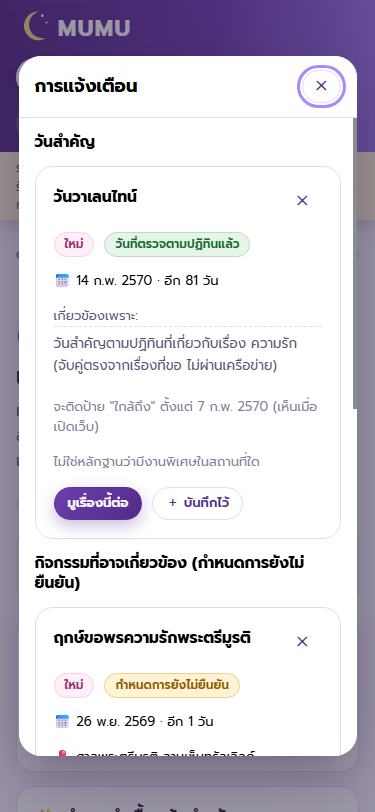 MUMU
การแจ้งเตือน
วันสำคัญ
วันวาเลนไทน์
ใหม่ วันที่ตรวจตามปฏิทินแล้ว
14 ก.พ. 2570 · อีก 81 วัน
เกี่ยวข้องเพราะ:
วันสำคัญตามปฏิทินที่เกี่ยวกับเรื่อง ความรัก
(จับคู่ตรงจากเรื่องที่ขอ ไม่ผ่านเครือข่าย)
จะติดป้าย "ใกล้ถึง" ตั้งแต่ 7 ก.พ. 2570 (เห็นเมื่อ
เปิดเว็บ)
ไม่ใช่หลักฐานว่ามีงานพิเศษในสถานที่ใด
มูเรื่องนี้ต่อ + บันทึกไว้
กิจกรรมที่อาจเกี่ยวข้อง (กำหนดการยังไม่
ยืนยัน)
ฤกษ์ขอพรความรักพระตรีมูรติ
ใหม่ กำหนดการยังไม่ยืนยัน
26 พ.ย. 2569 · อีก 1 วัน